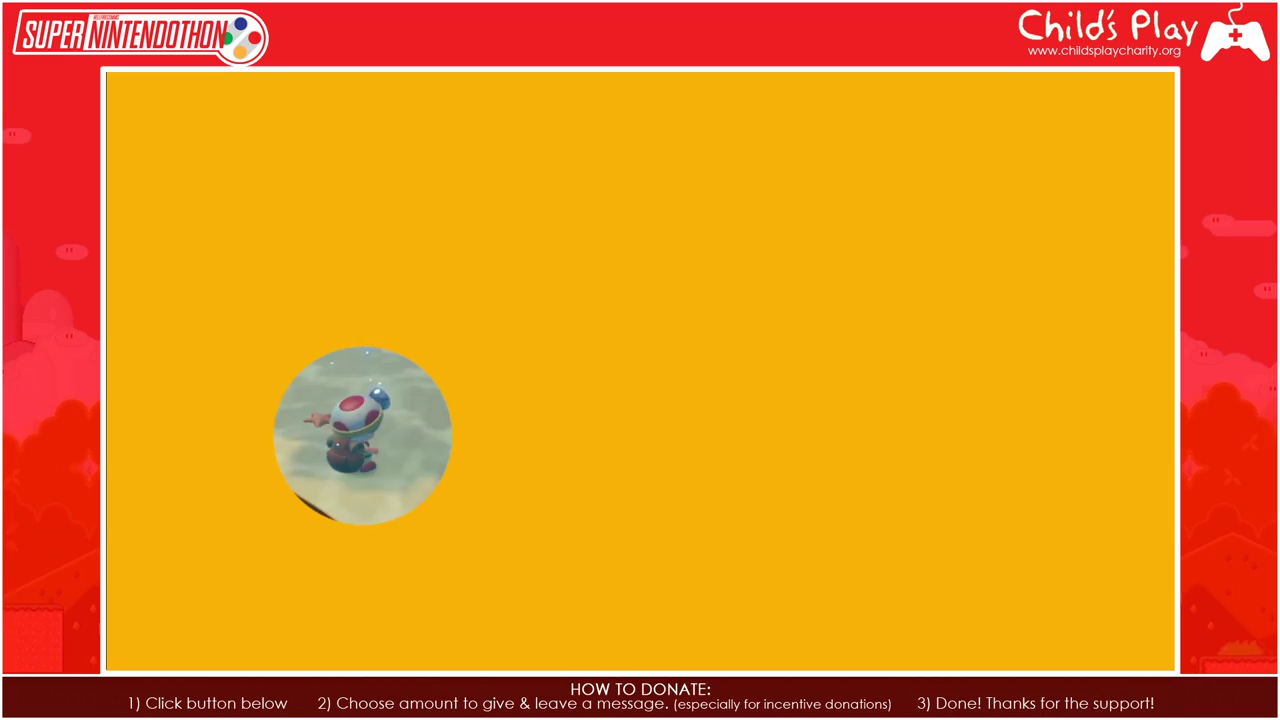 SUPER NINTENDOTHON
Child's Play
www.childsplaycharity.org
HOW TO DONATE:
1) Click button below 2) Choose amount to give & leave a message. (especially for incentive donations) 3) Done! Thanks for the support!